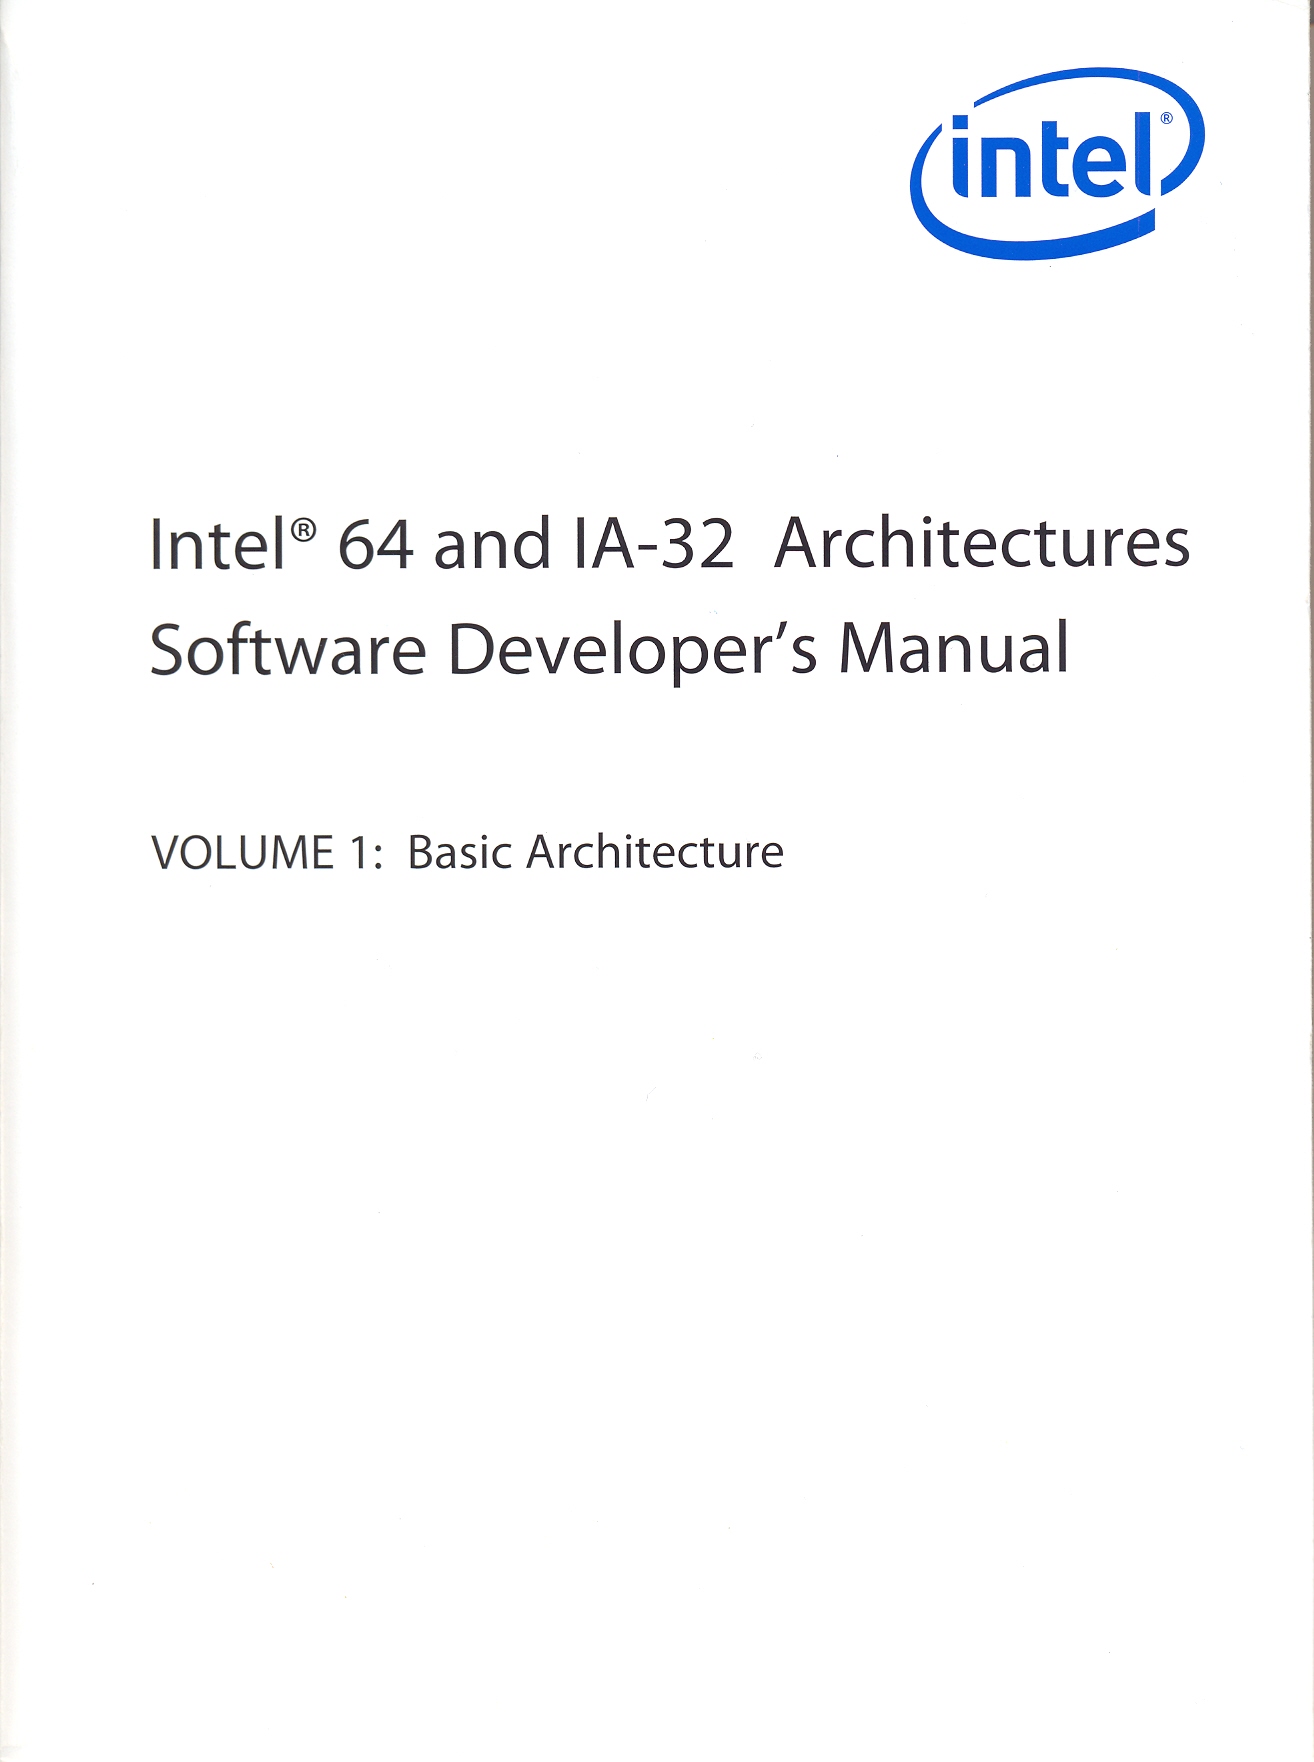 intel®
Intel® 64 and IA-32 Architectures
Software Developer's Manual
VOLUME 1: Basic Architecture